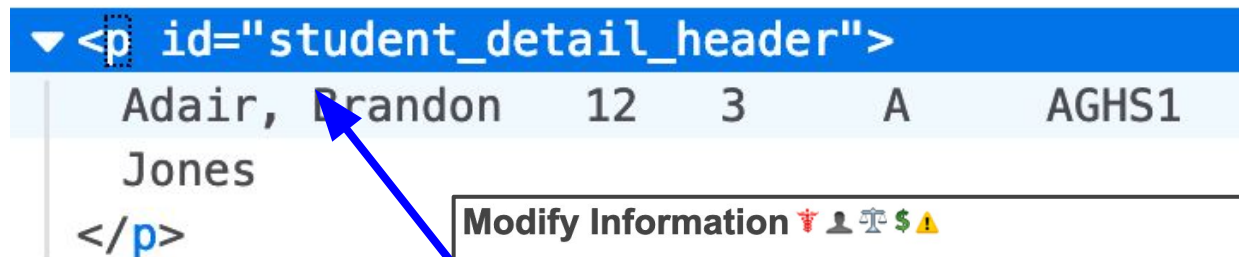 <p id="student_detail_header">
Adair, Brandon 12 3 A AGHS1
Jones
</p>
Modify Information